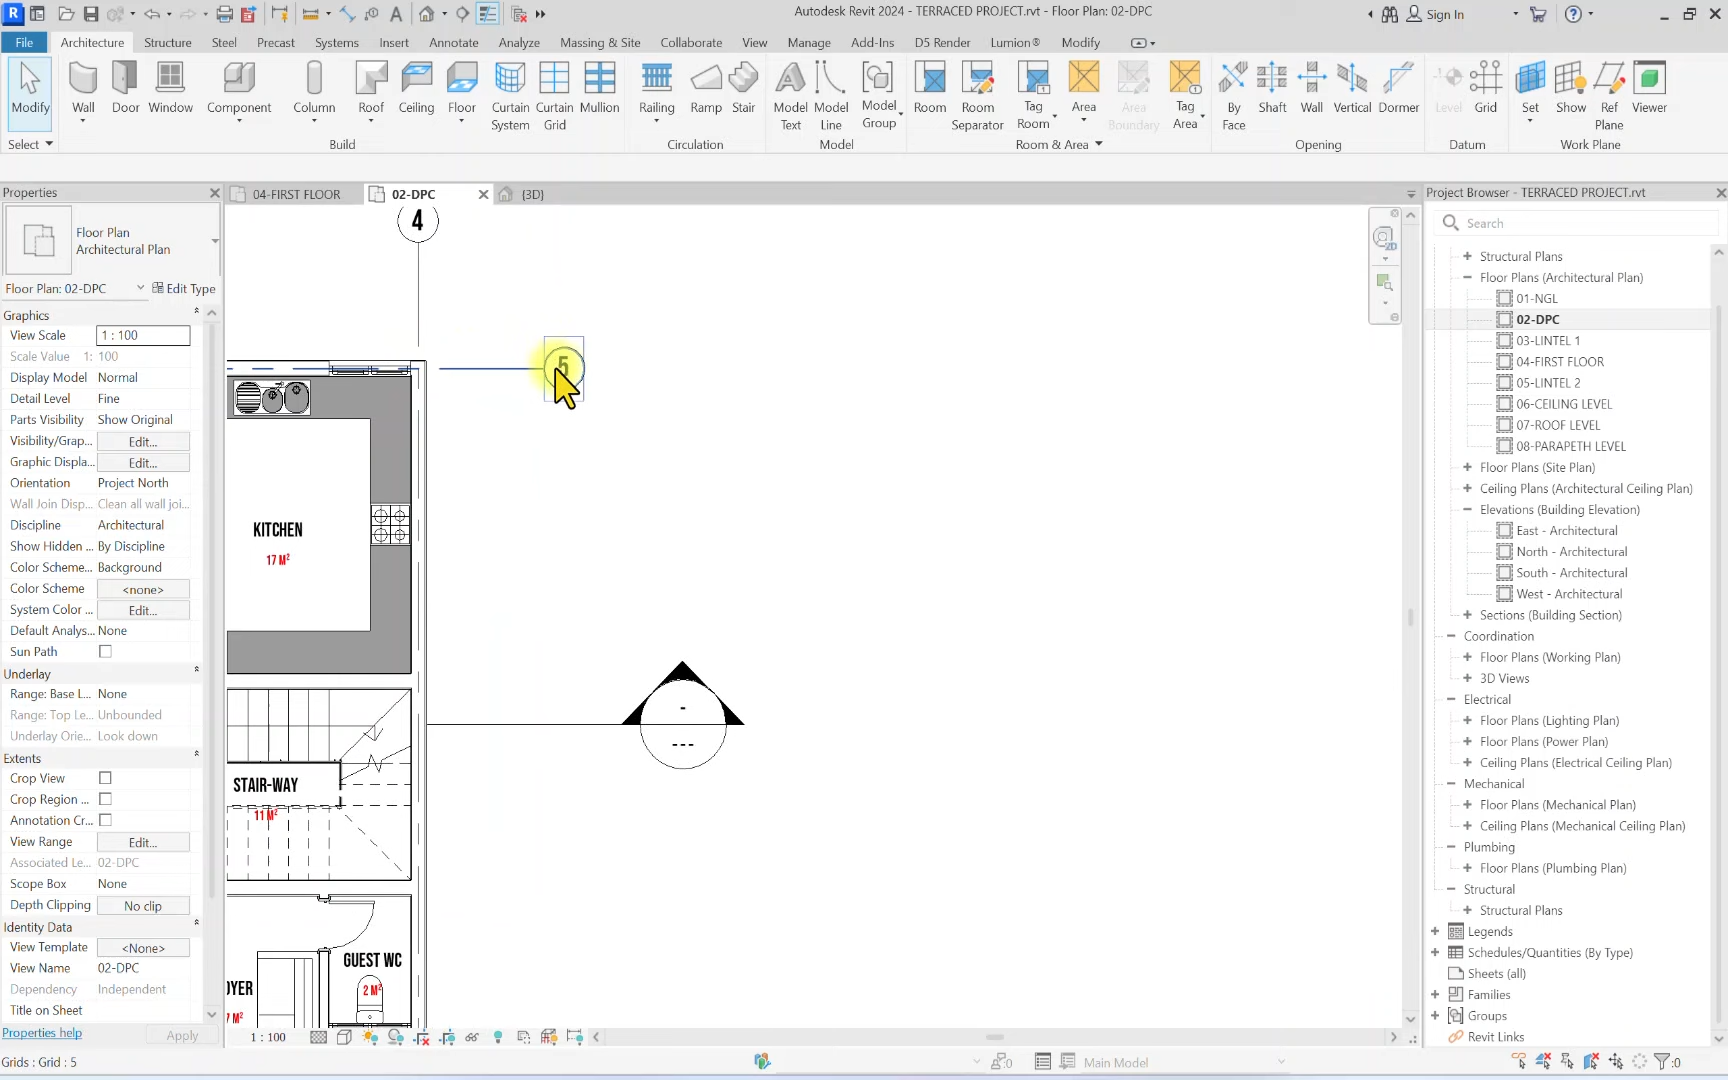 Autodesk Revit 2024 - TERRACED PROJECT.rvt - Floor Plan: 02-DPC
Sign In
File Architecture Structure Steel Precast Systems Insert Annotate Analyze Massing & Site Collaborate View Manage Add-Ins D5 Render Lumion® Modify
Modify Wall Door Window Component Column Roof Ceiling Floor Curtain System Curtain Grid Mullion Railing Ramp Stair Model Text Model Line Model Group Room Room Separator Tag Room Area Area Boundary Tag Area By Face Shaft Wall Vertical Dormer Level Grid Set Show Ref Plane Viewer
Select Build Circulation Model Room & Area Opening Datum Work Plane
Properties
04-FIRST FLOOR
02-DPC
{3D}
Floor Plan
Architectural Plan
Floor Plan: 02-DPC Edit Type
Graphics
View Scale 1 : 100
Scale Value 1: 100
Display Model Normal
Detail Level Fine
Parts Visibility Show Original
Visibility/Grap... Edit...
Graphic Displa... Edit...
Orientation Project North
Wall Join Disp... Clean all wall joi...
Discipline Architectural
Show Hidden ... By Discipline
Color Scheme... Background
Color Scheme <none>
System Color ... Edit...
Default Analys... None
Sun Path
Underlay
Range: Base L... None
Range: Top Le... Unbounded
Underlay Orie... Look down
Extents
Crop View
Crop Region ...
Annotation Cr...
View Range Edit...
Associated Le... 02-DPC
Scope Box None
Depth Clipping No clip
Identity Data
View Template <None>
View Name 02-DPC
Dependency Independent
Title on Sheet
Properties help Apply
Grids : Grid : 5
4
5
KITCHEN
17 M²
STAIR-WAY
11 M²
GUEST WC
2 M²
OYER
7 M²
-
---
1 : 100
:0
Main Model
:0
Project Browser - TERRACED PROJECT.rvt
Search
Structural Plans
Floor Plans (Architectural Plan)
01-NGL
02-DPC
03-LINTEL 1
04-FIRST FLOOR
05-LINTEL 2
06-CEILING LEVEL
07-ROOF LEVEL
08-PARAPETH LEVEL
Floor Plans (Site Plan)
Ceiling Plans (Architectural Ceiling Plan)
Elevations (Building Elevation)
East - Architectural
North - Architectural
South - Architectural
West - Architectural
Sections (Building Section)
Coordination
Floor Plans (Working Plan)
3D Views
Electrical
Floor Plans (Lighting Plan)
Floor Plans (Power Plan)
Ceiling Plans (Electrical Ceiling Plan)
Mechanical
Floor Plans (Mechanical Plan)
Ceiling Plans (Mechanical Ceiling Plan)
Plumbing
Floor Plans (Plumbing Plan)
Structural
Structural Plans
Legends
Schedules/Quantities (By Type)
Sheets (all)
Families
Groups
Revit Links